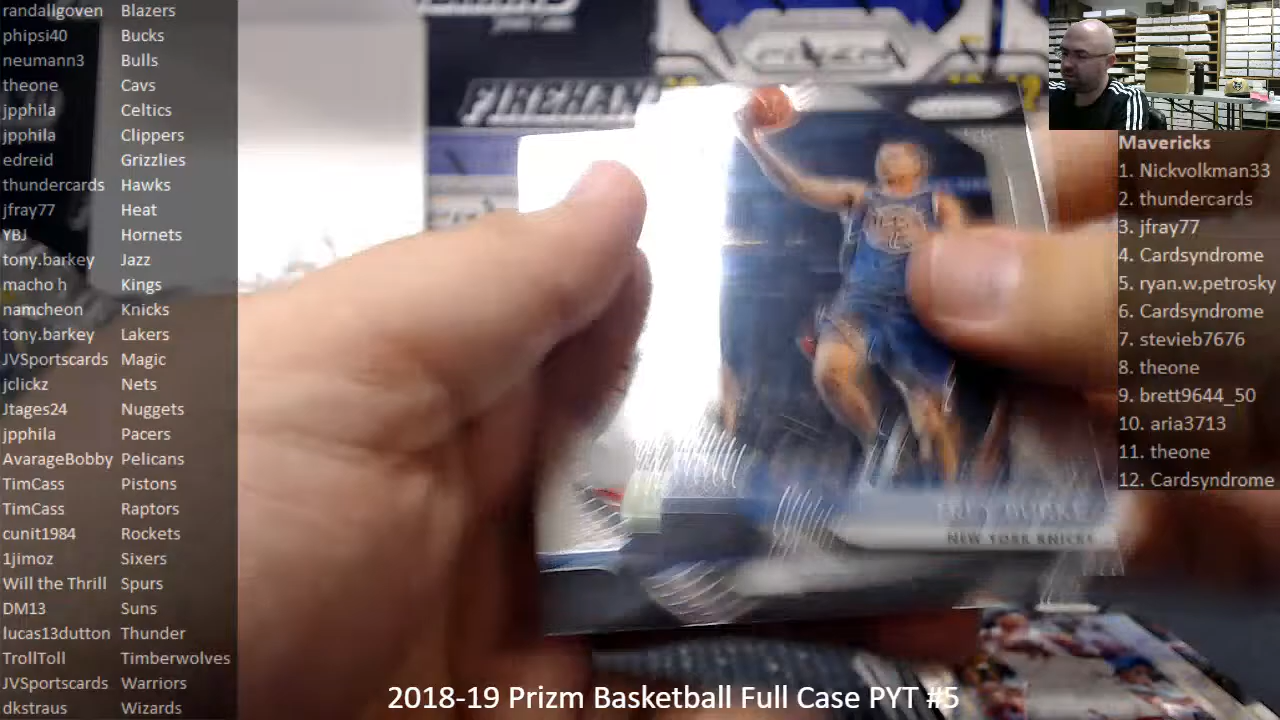 randallgoven Blazers
phipsi40 Bucks
neumann3 Bulls
theone Cavs
jpphila Celtics
jpphila Clippers
edreid Grizzlies
thundercards Hawks
jfray77 Heat
YBJ Hornets
tony.barkey Jazz
macho h Kings
namcheon Knicks
tony.barkey Lakers
JVSportscards Magic
jclickz Nets
Jtages24 Nuggets
jpphila Pacers
AvarageBobby Pelicans
TimCass Pistons
TimCass Raptors
cunit1984 Rockets
1jimoz Sixers
Will the Thrill Spurs
DM13 Suns
lucas13dutton Thunder
TrollToll Timberwolves
JVSportscards Warriors
dkstraus Wizards
NEW YORK KNICKS
Mavericks
1. Nickvolkman33
2. thundercards
3. jfray77
4. Cardsyndrome
5. ryan.w.petrosky
6. Cardsyndrome
7. stevieb7676
8. theone
9. brett9644_50
10. aria3713
11. theone
12. Cardsyndrome
2018-19 Prizm Basketball Full Case PYT #5